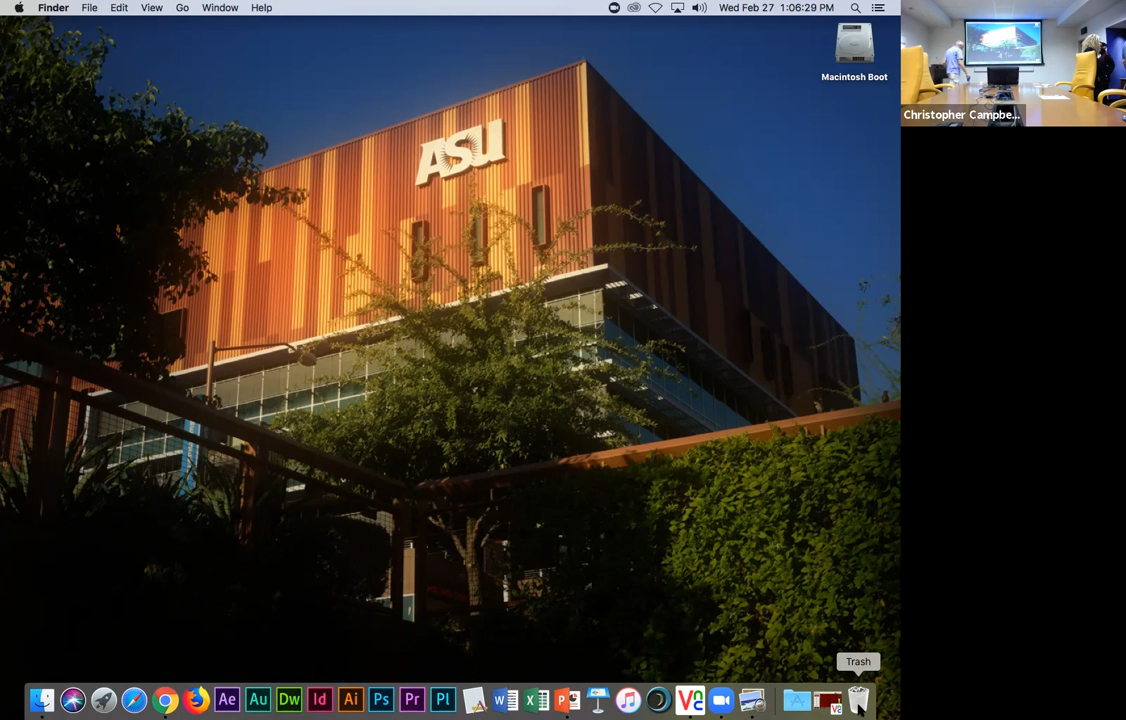 Finder File Edit View Go Window Help Wed Feb 27 1:06:29 PM
Macintosh Boot
Christopher Campbe...
ASU
Trash
Ae Au Dw Id Ai Ps Pr Pl W X P VC